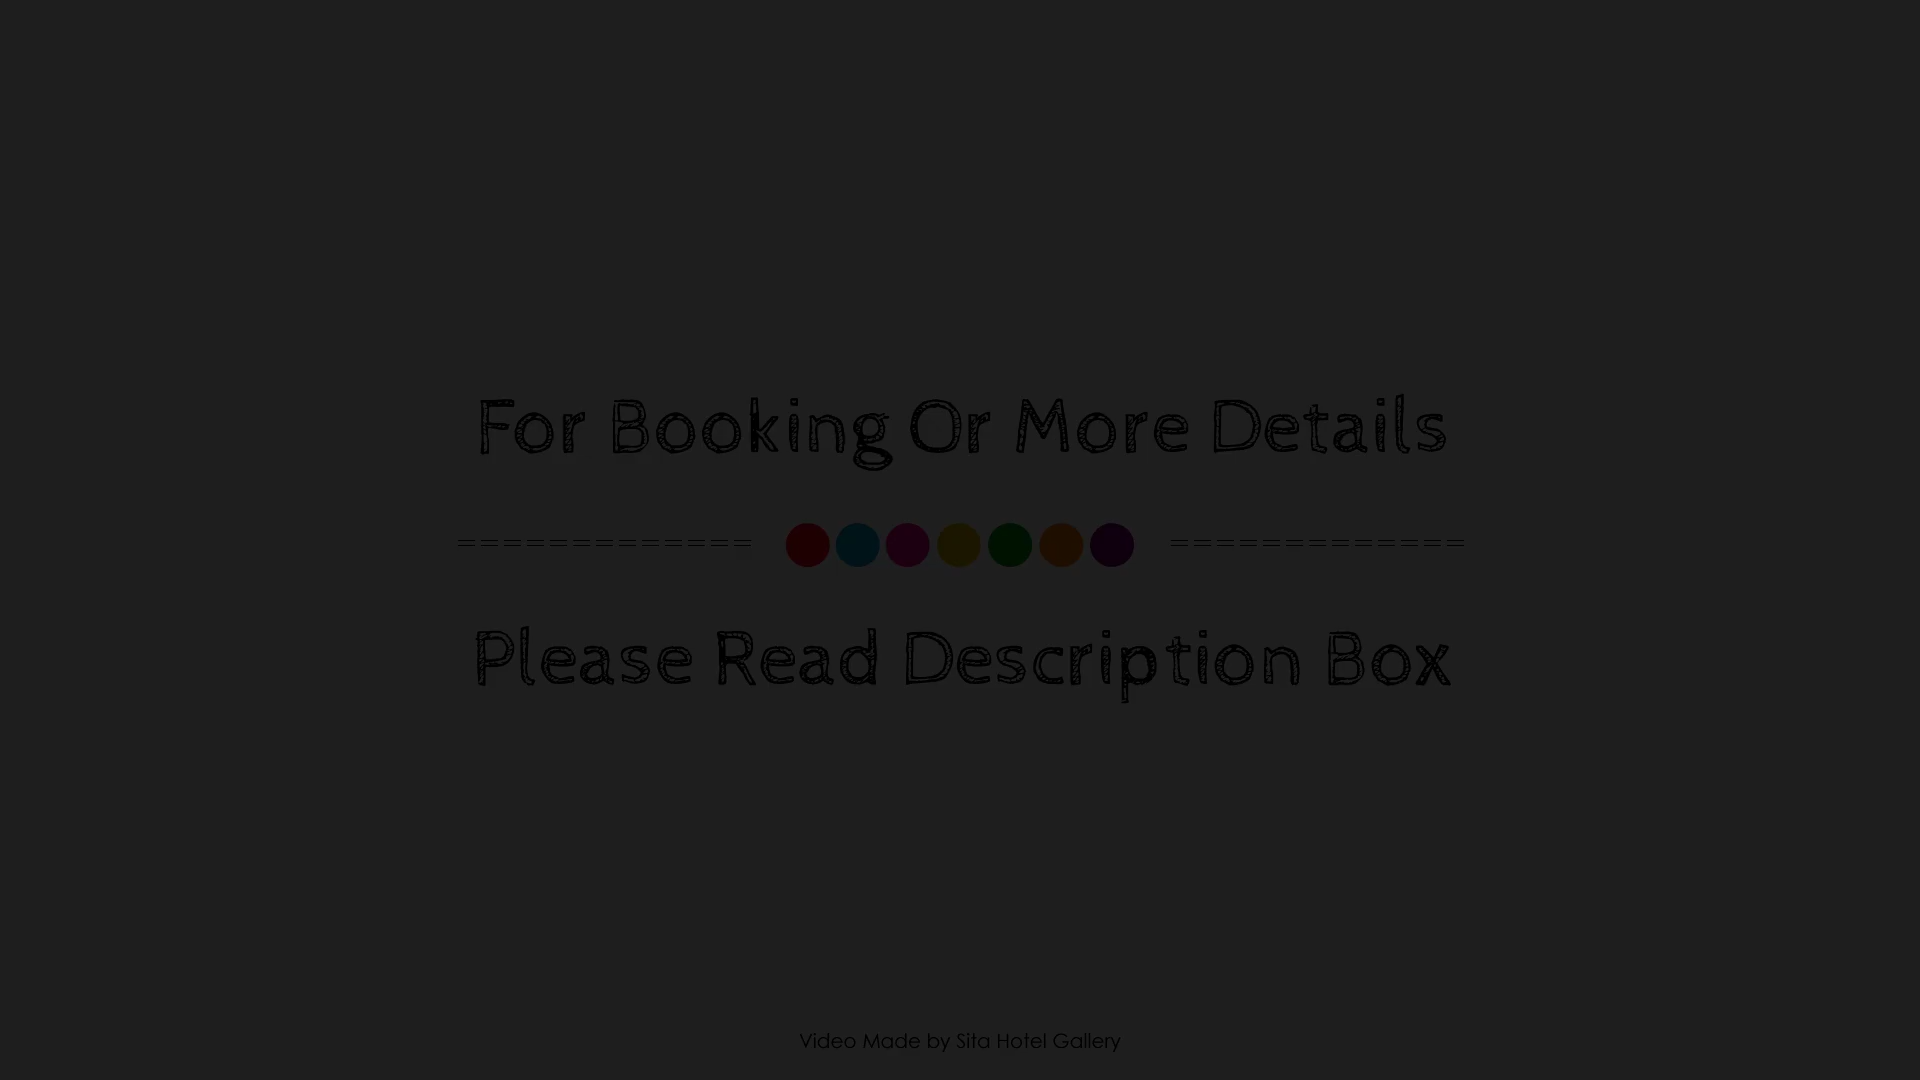 For Booking Or More Details
============= =============
Please Read Description Box
Video Made by Sita Hotel Gallery